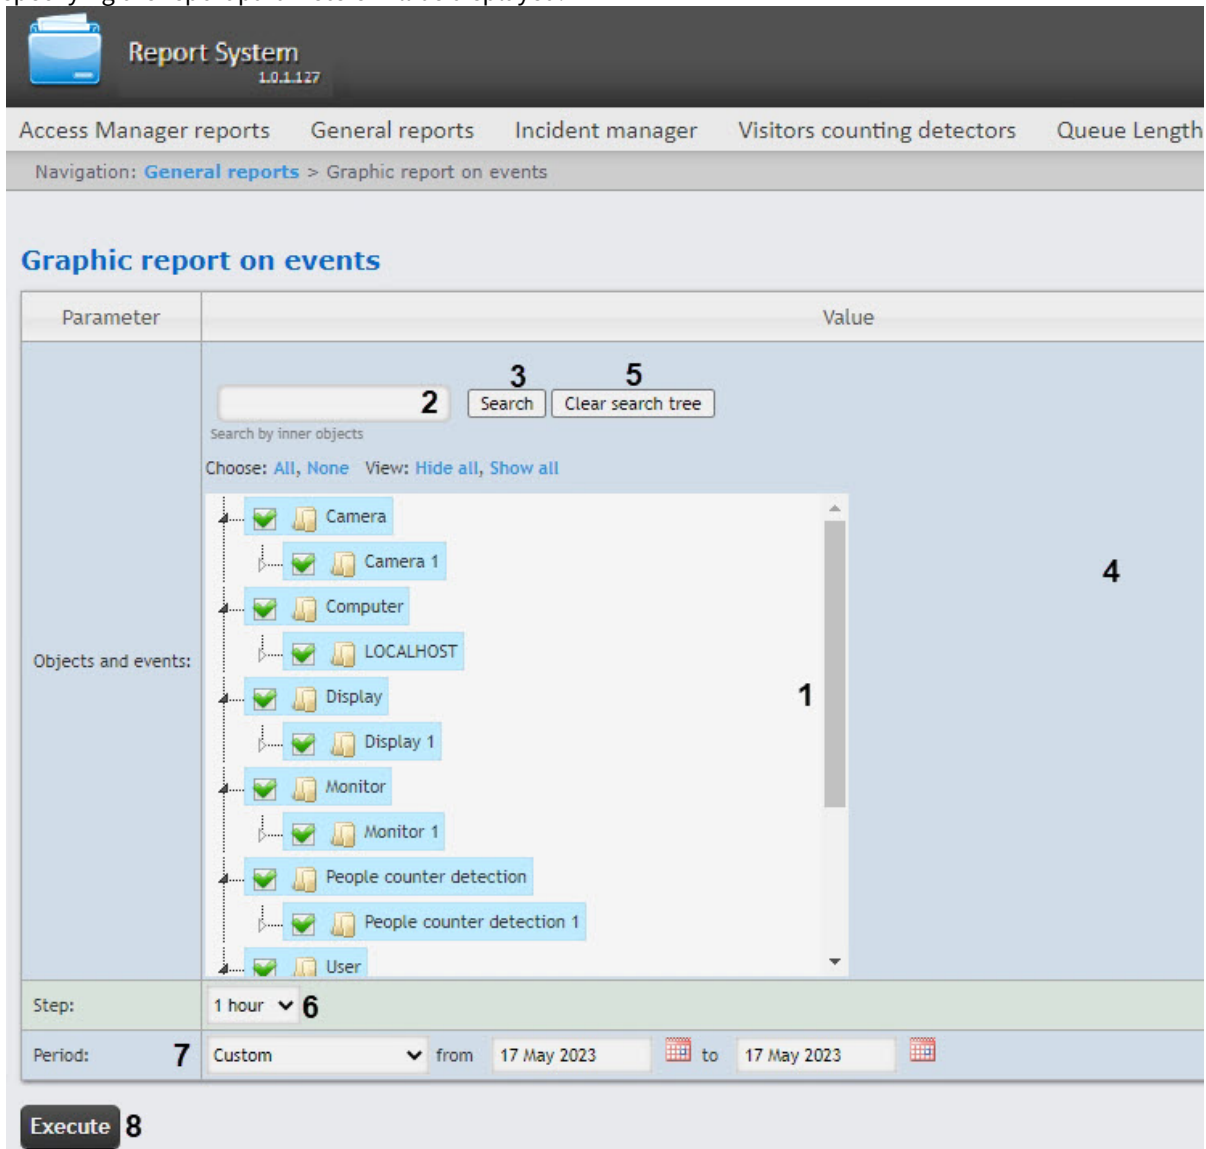 Report System
1.0.1.127
Access Manager reports General reports Incident manager Visitors counting detectors Queue Length
Navigation: General reports > Graphic report on events
Graphic report on events
Parameter Value
3 5
2 Search Clear search tree
Search by inner objects
Choose: All, None View: Hide all, Show all
Camera
Camera 1
4
Computer
Objects and events: LOCALHOST
Display 1
Display 1
Monitor
Monitor 1
People counter detection
People counter detection 1
User
Step: 1 hour 6
Period: 7 Custom from 17 May 2023 to 17 May 2023
Execute 8